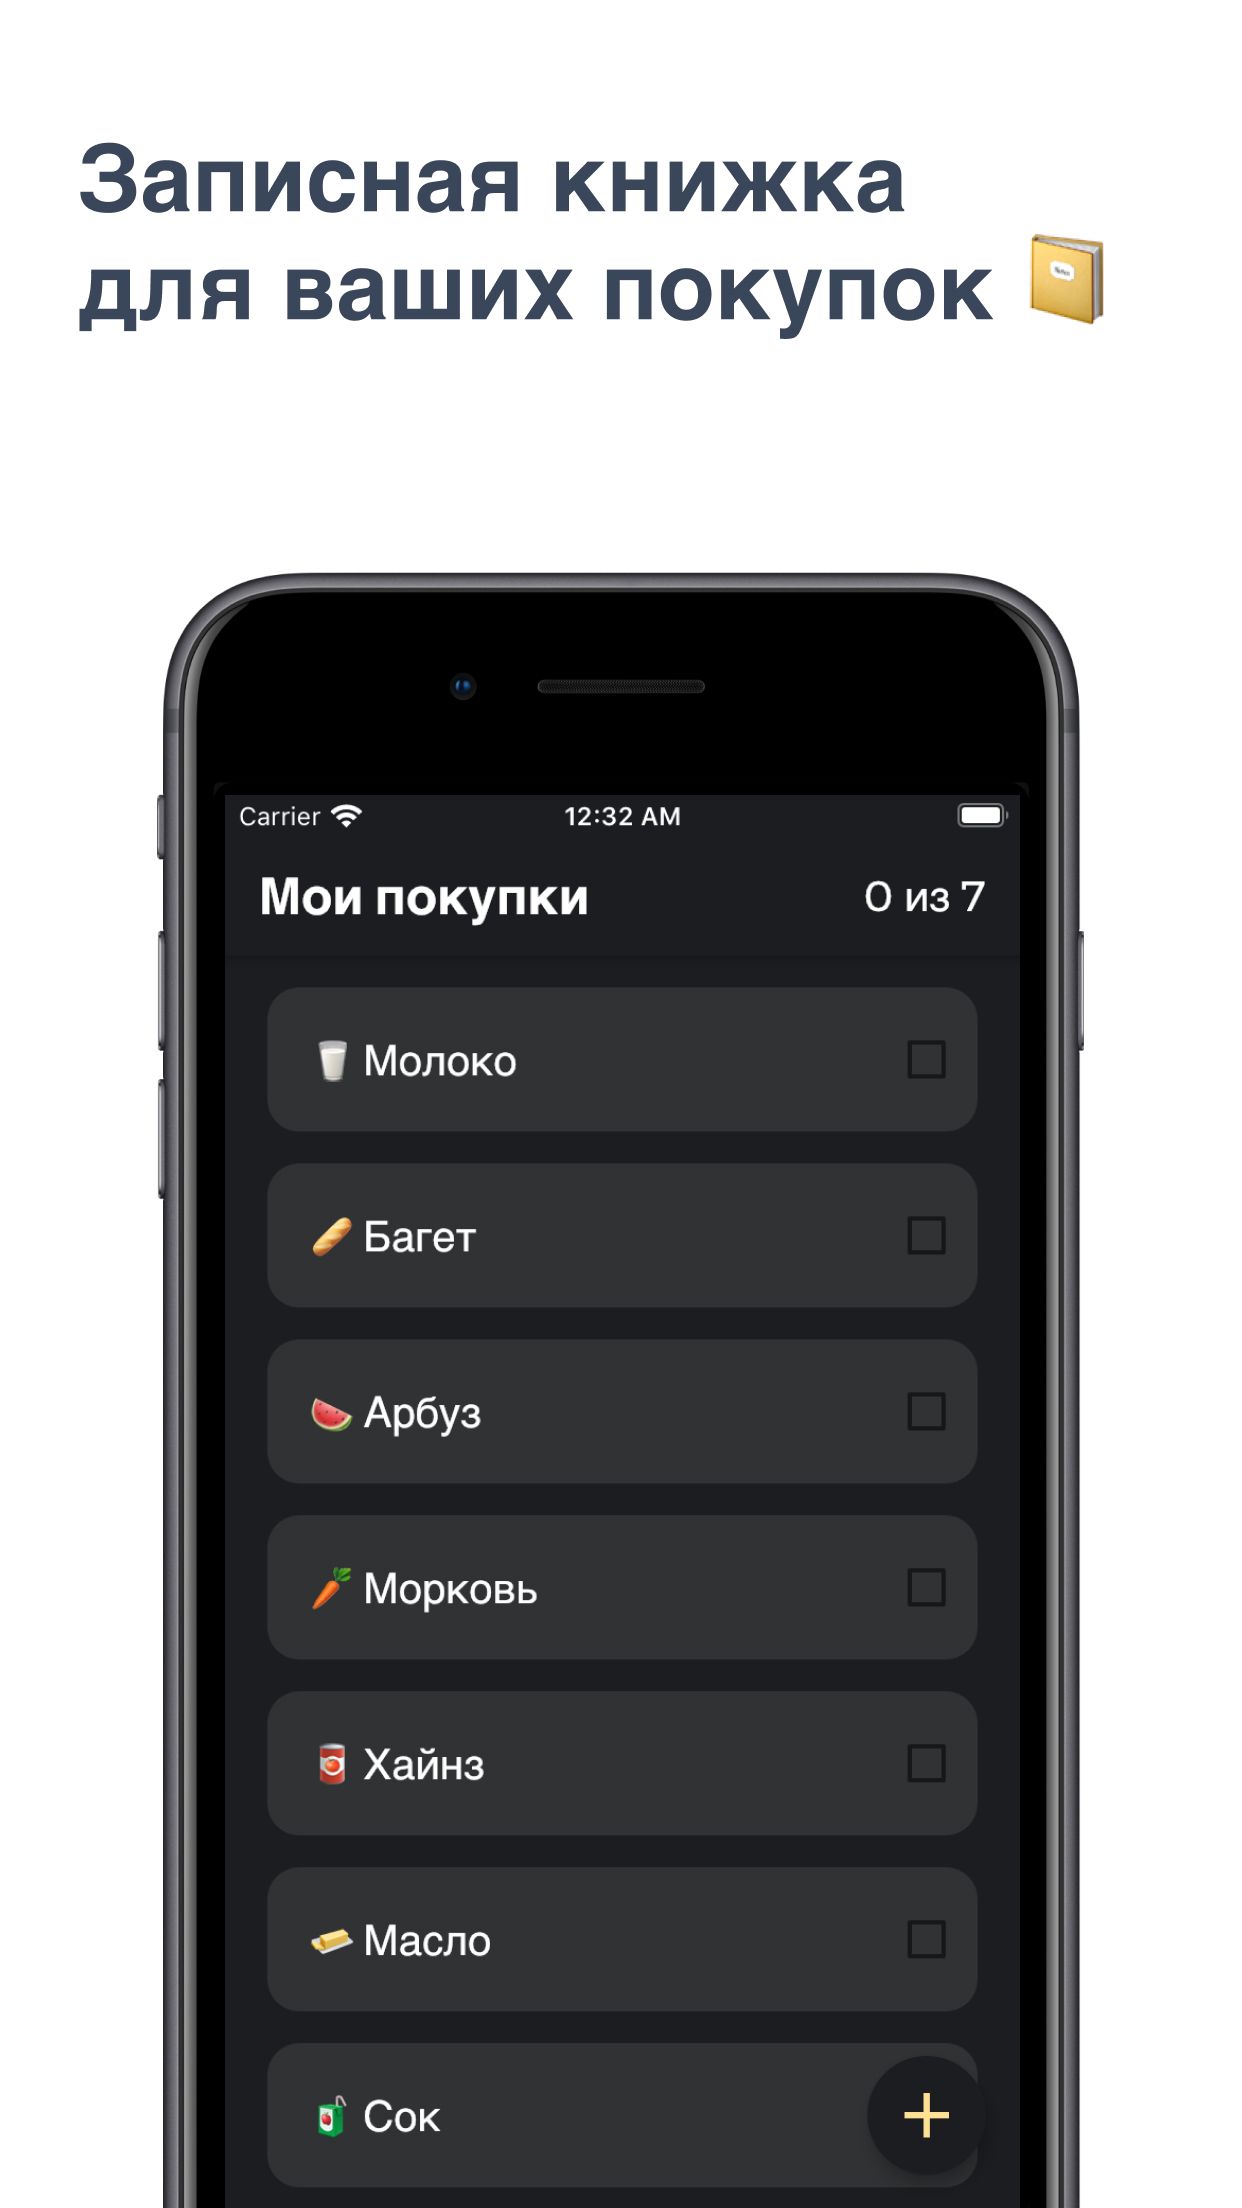 Записная книжка
для ваших покупок
Carrier 12:32 AM
Мои покупки 0 из 7
Молоко
Багет
Арбуз
Морковь
Хайнз
Масло
Сок